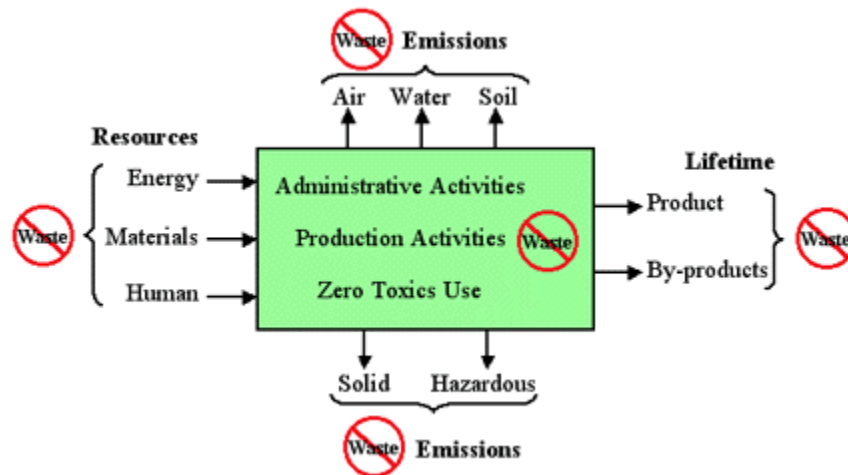 Waste Emissions
Air Water Soil
Resources
Energy
Materials
Human
Waste
Administrative Activities
Production Activities
Zero Toxics Use
Waste
Lifetime
Product
By-products
Waste
Solid Hazardous
Waste Emissions